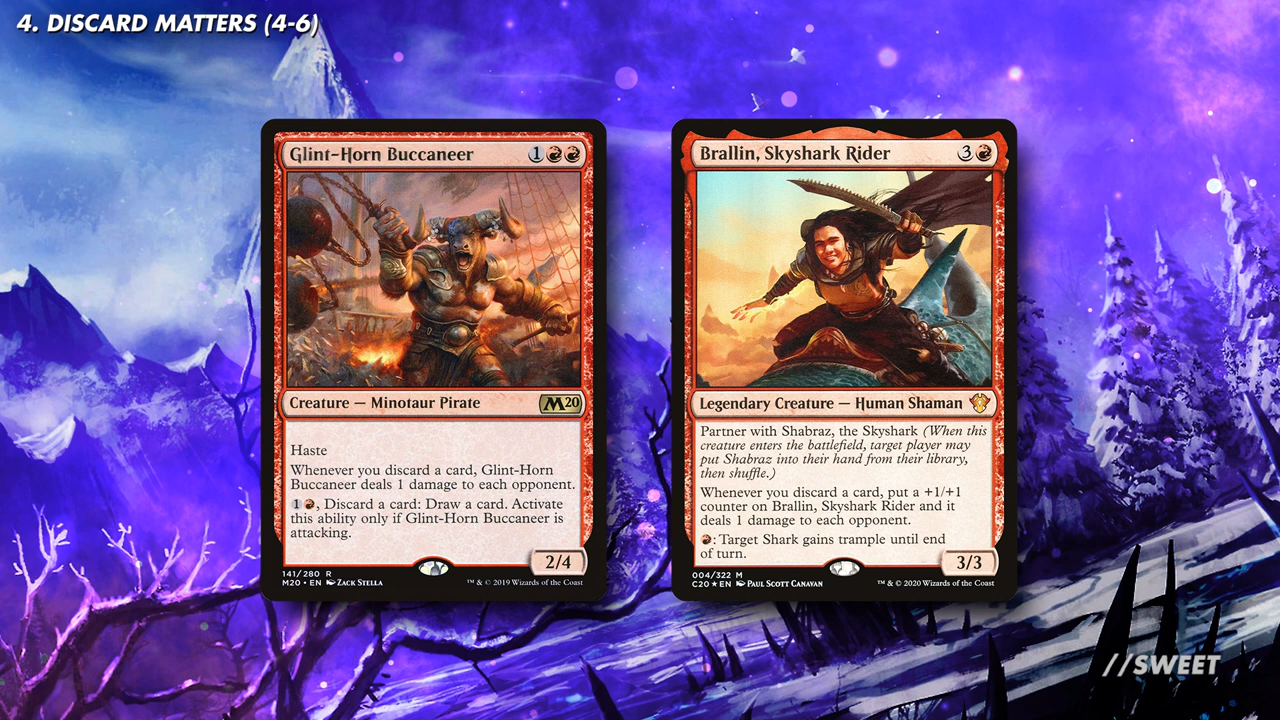 4. DISCARD MATTERS (4-6)
Glint-Horn Buccaneer 1
Creature — Minotaur Pirate M20
Haste
Whenever you discard a card, Glint-Horn
Buccaneer deals 1 damage to each opponent.
1 , Discard a card: Draw a card. Activate
this ability only if Glint-Horn Buccaneer is
attacking.
2/4
141/280 R
M20 • EN ZACK STELLA
™ & © 2019 Wizards of the Coast
Brallin, Skyshark Rider 3
Legendary Creature — Human Shaman
Partner with Shabraz, the Skyshark (When this
creature enters the battlefield, target player may
put Shabraz into their hand from their library,
then shuffle.)
Whenever you discard a card, put a +1/+1
counter on Brallin, Skyshark Rider and it
deals 1 damage to each opponent.
: Target Shark gains trample until end
of turn.
3/3
004/322 M
C20 ★ EN PAUL SCOTT CANAVAN
™ & © 2020 Wizards of the Coast
//SWEET